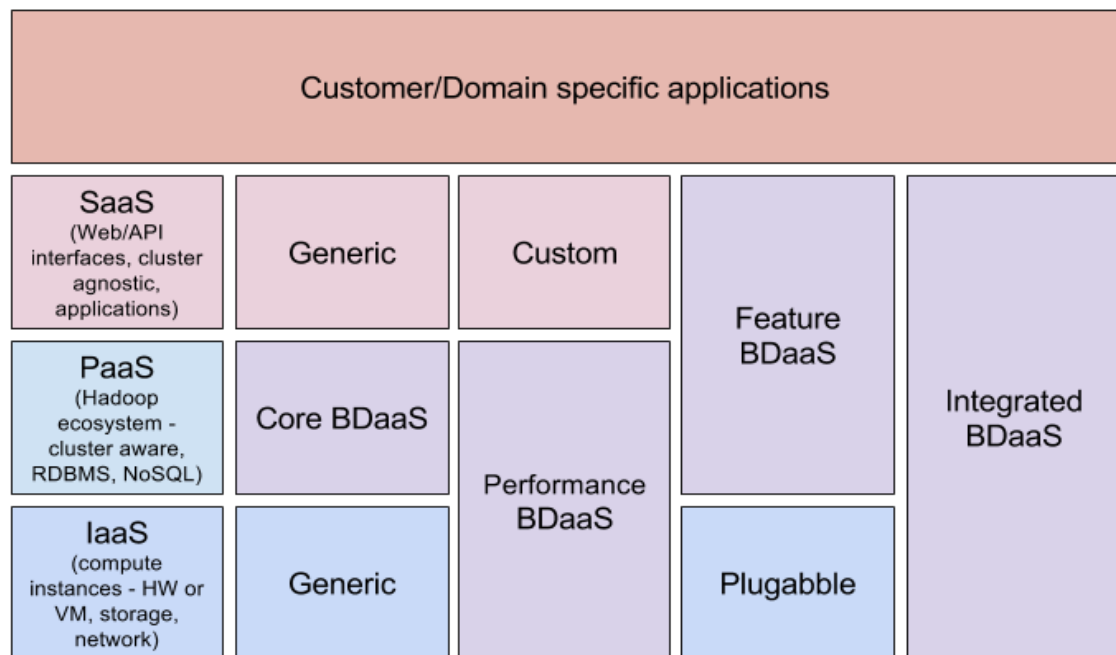 Customer/Domain specific applications
SaaS
(Web/API
interfaces, cluster
agnostic,
applications)
Generic
Custom
Feature
BDaaS
Integrated
BDaaS
PaaS
(Hadoop
ecosystem -
cluster aware,
RDBMS, NoSQL)
Core BDaaS
Performance
BDaaS
IaaS
(compute
instances - HW or
VM, storage,
network)
Generic
Plugabble